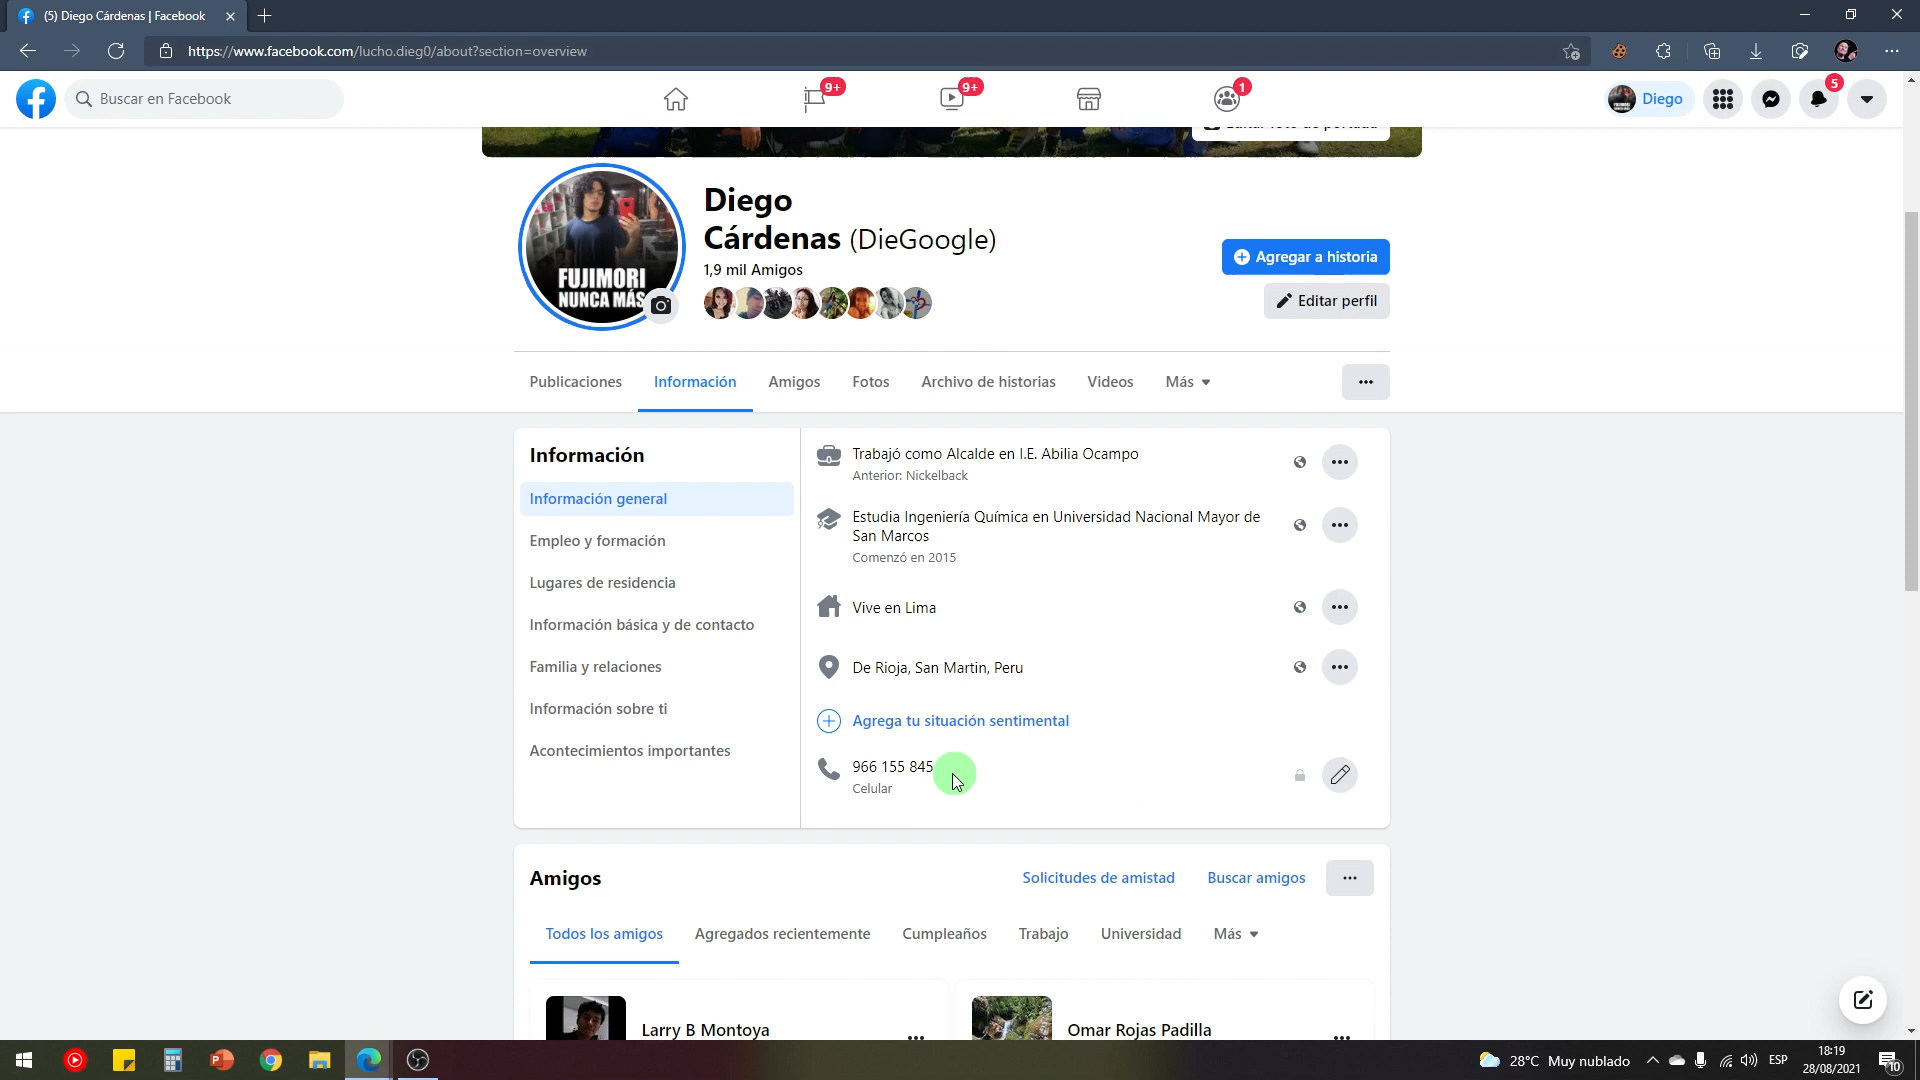 (5) Diego Cárdenas | Facebook
https://www.facebook.com/lucho.dieg0/about?section=overview
Buscar en Facebook
9+
9+
1
Diego
5
Diego
Cárdenas (DieGoogle)
1,9 mil Amigos
FUJIMORI
NUNCA MÁS
Agregar a historia
Editar perfil
Publicaciones
Información
Amigos
Fotos
Archivo de historias
Videos
Más
Información
Información general
Empleo y formación
Lugares de residencia
Información básica y de contacto
Familia y relaciones
Información sobre ti
Acontecimientos importantes
Trabajó como Alcalde en I.E. Abilia Ocampo
Anterior: Nickelback
Estudia Ingeniería Química en Universidad Nacional Mayor de
San Marcos
Comenzó en 2015
Vive en Lima
De Rioja, San Martin, Peru
Agrega tu situación sentimental
966 155 845
Celular
Amigos
Solicitudes de amistad
Buscar amigos
Todos los amigos
Agregados recientemente
Cumpleaños
Trabajo
Universidad
Más
Larry B Montoya
Omar Rojas Padilla
28°C Muy nublado
ESP
18:19
28/08/2021
10